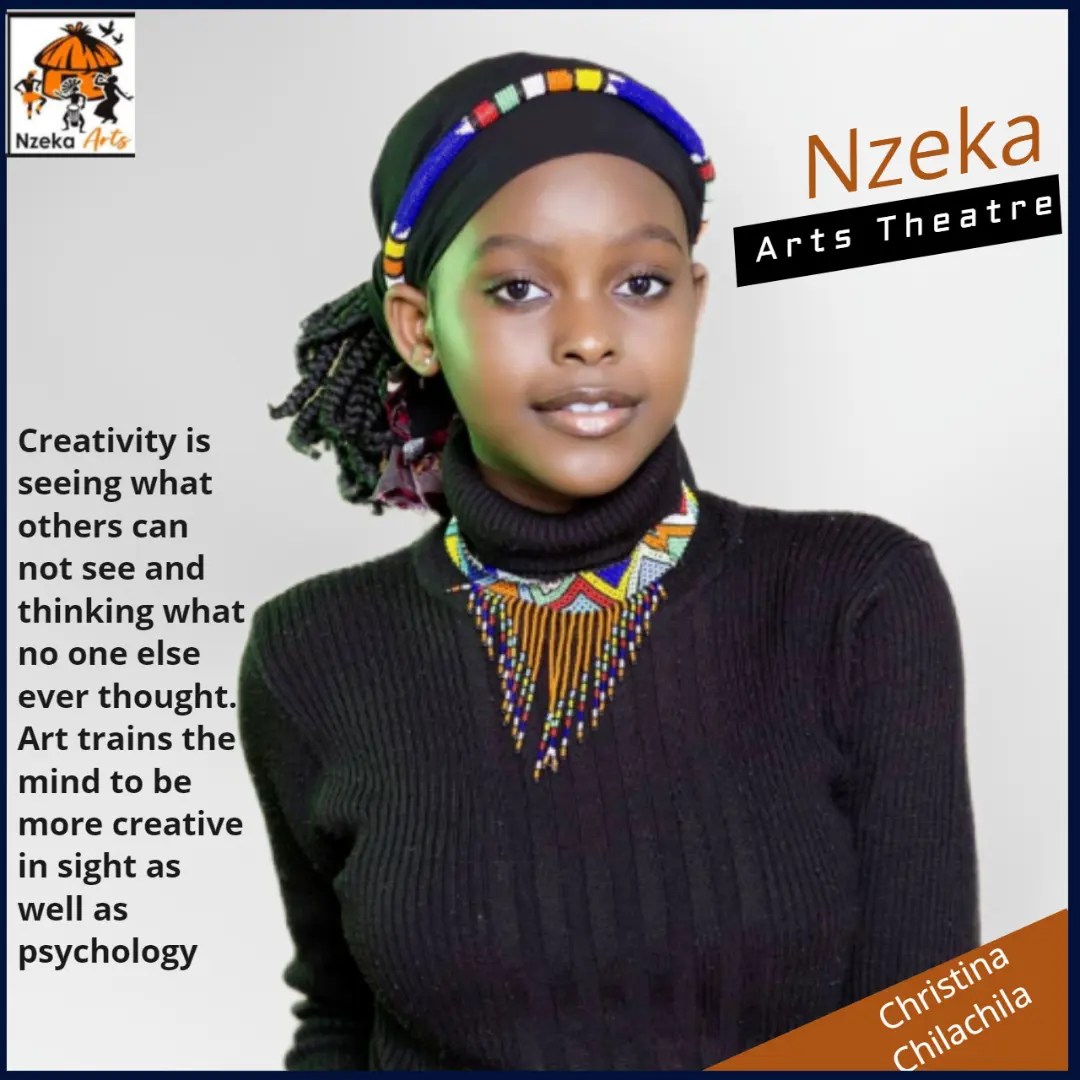 Nzeka Arts
Nzeka
Arts Theatre
Creativity is
seeing what
others can
not see and
thinking what
no one else
ever thought.
Art trains the
mind to be
more creative
in sight as
well as
psychology
Christina
Chilachila